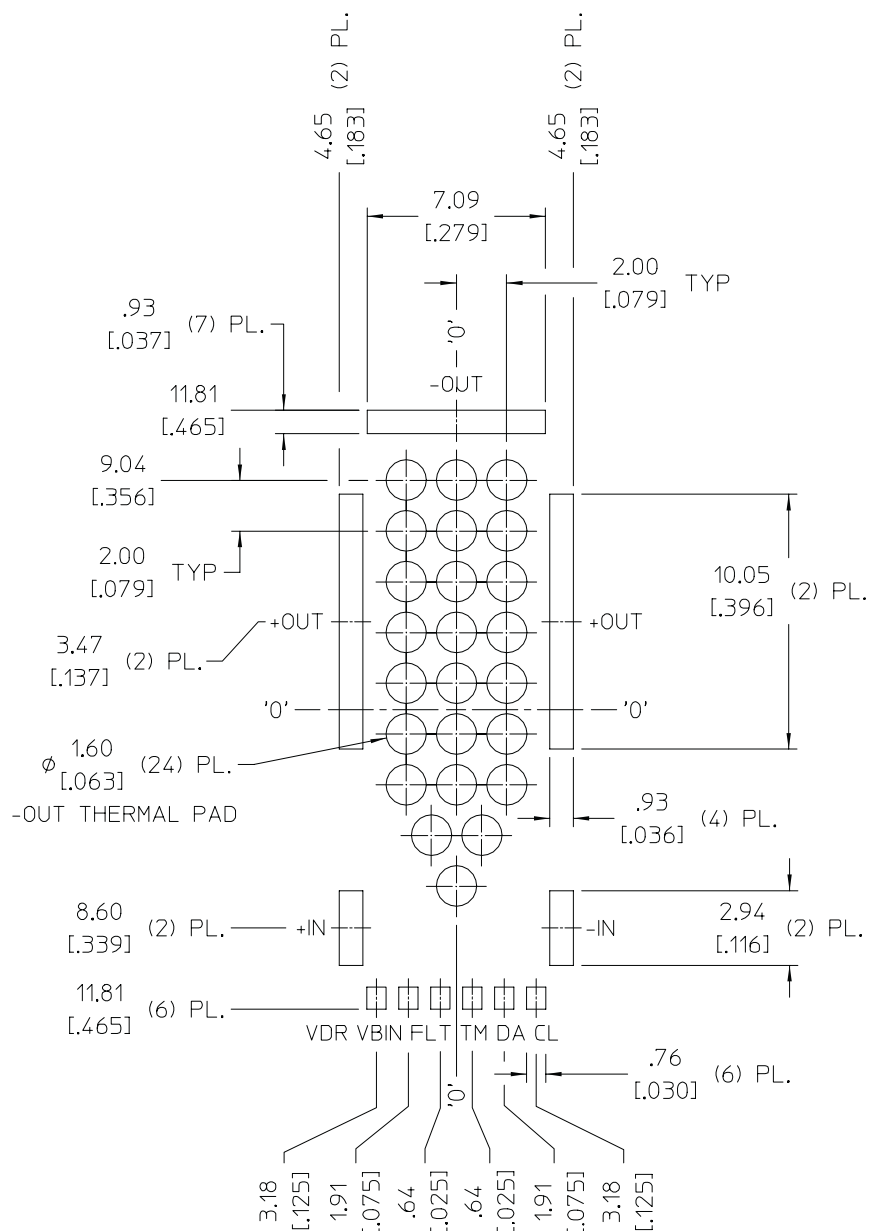 4.65 (2) PL.
[.183]
4.65 (2) PL.
[.183]
7.09
[.279]
2.00 TYP
[.079]
.93 (7) PL.
[.037]
'0'
-OUT
11.81
[.465]
9.04
[.356]
2.00 TYP
[.079]
10.05 (2) PL.
[.396]
+OUT
+OUT
3.47 (2) PL.
[.137]
'0'
'0'
φ 1.60 (24) PL.
[.063]
-OUT THERMAL PAD
.93 (4) PL.
[.036]
8.60 (2) PL.
[.339]
+IN
-IN
2.94 (2) PL.
[.116]
11.81 (6) PL.
[.465]
VDR VBIN FLT TM DA CL
.76 (6) PL.
[.030]
'0'
3.18
[.125]
1.91
[.075]
.64
[.025]
.64
[.025]
1.91
[.075]
3.18
[.125]